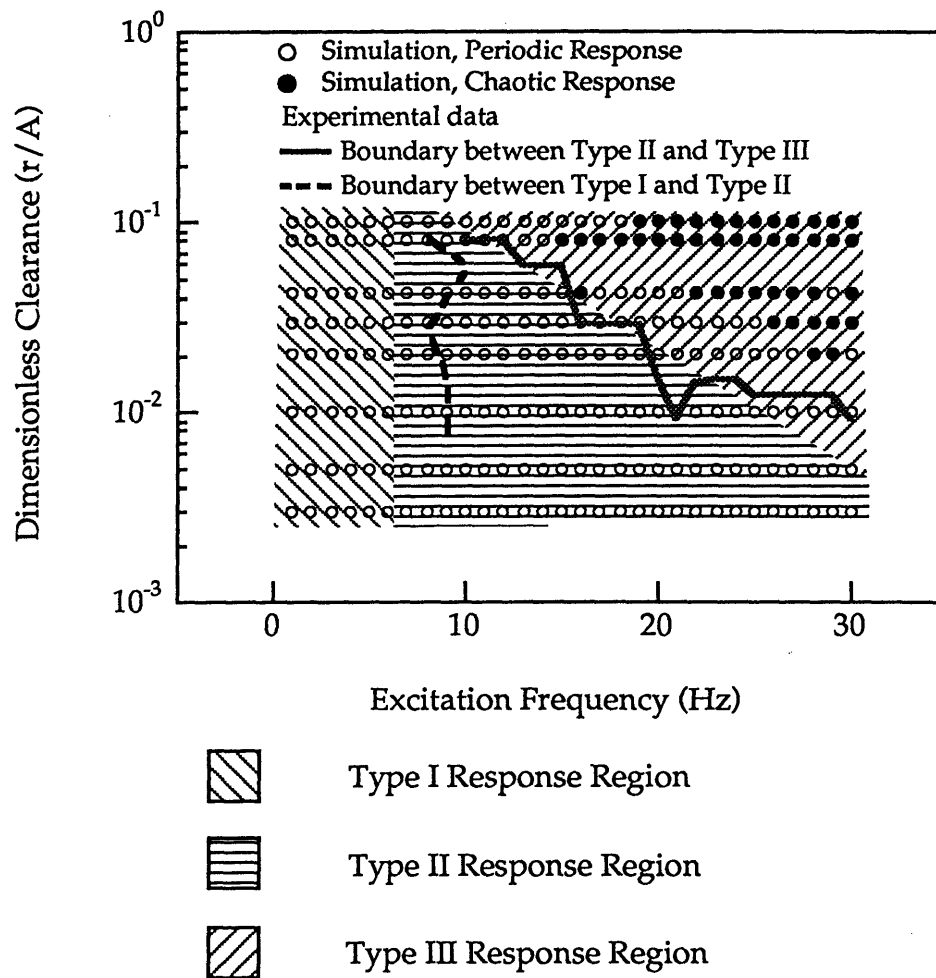 10^0
○ Simulation, Periodic Response
● Simulation, Chaotic Response
Experimental data
Boundary between Type II and Type III
Boundary between Type I and Type II
10^-1
10^-2
10^-3
Dimensionless Clearance (r/A)
0 10 20 30
Excitation Frequency (Hz)
Type I Response Region
Type II Response Region
Type III Response Region